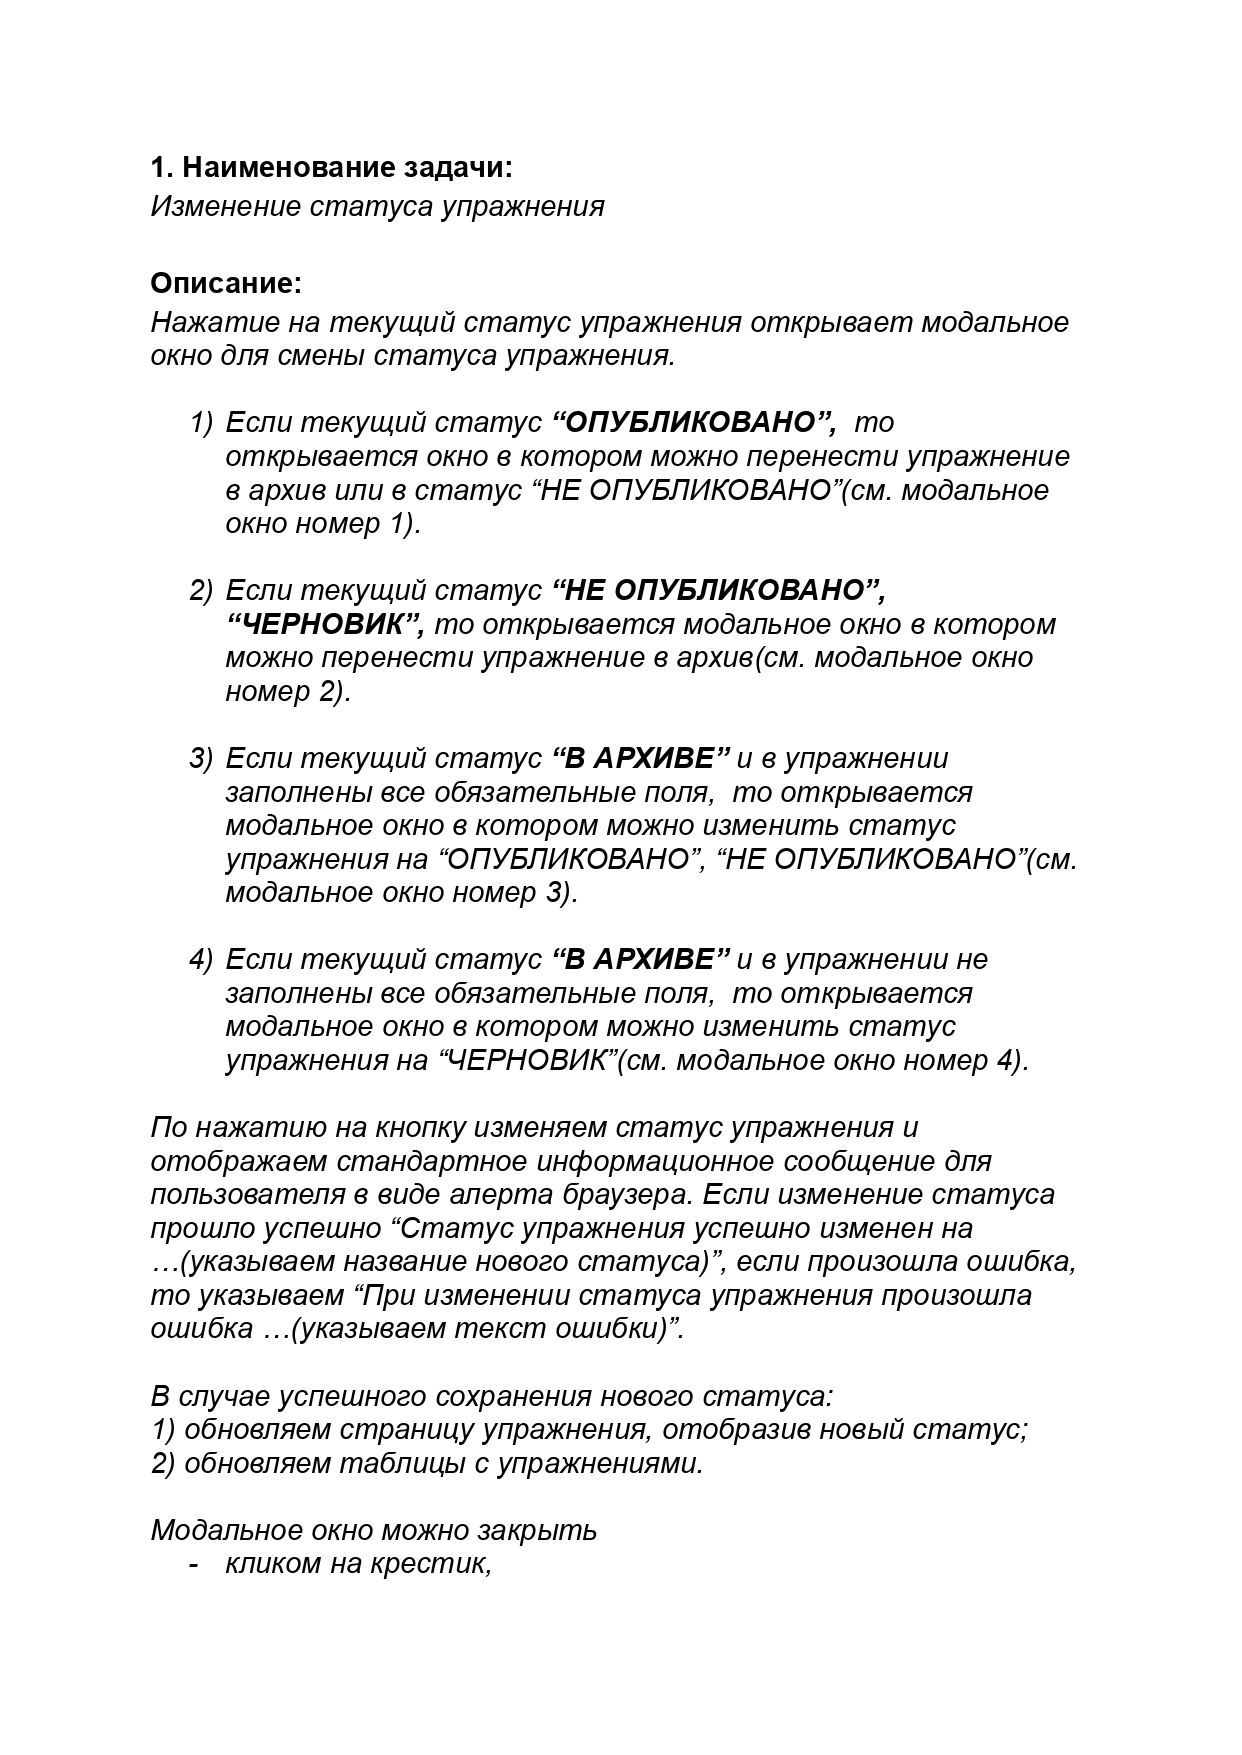 1. Наименование задачи:
Изменение статуса упражнения
Описание:
Нажатие на текущий статус упражнения открывает модальное
окно для смены статуса упражнения.
1) Если текущий статус “ОПУБЛИКОВАНО”,  то
открывается окно в котором можно перенести упражнение
в архив или в статус “НЕ ОПУБЛИКОВАНО”(см. модальное
окно номер 1).
2) Если текущий статус “НЕ ОПУБЛИКОВАНО”,
“ЧЕРНОВИК”, то открывается модальное окно в котором
можно перенести упражнение в архив(см. модальное окно
номер 2).
3) Если текущий статус “В АРХИВЕ” и в упражнении
заполнены все обязательные поля,  то открывается
модальное окно в котором можно изменить статус
упражнения на “ОПУБЛИКОВАНО”, “НЕ ОПУБЛИКОВАНО”(см.
модальное окно номер 3).
4) Если текущий статус “В АРХИВЕ” и в упражнении не
заполнены все обязательные поля,  то открывается
модальное окно в котором можно изменить статус
упражнения на “ЧЕРНОВИК”(см. модальное окно номер 4).
По нажатию на кнопку изменяем статус упражнения и
отображаем стандартное информационное сообщение для
пользователя в виде алерта браузера. Если изменение статуса
прошло успешно “Статус упражнения успешно изменен на
…(указываем название нового статуса)”, если произошла ошибка,
то указываем “При изменении статуса упражнения произошла
ошибка …(указываем текст ошибки)”.
В случае успешного сохранения нового статуса:
1) обновляем страницу упражнения, отобразив новый статус;
2) обновляем таблицы с упражнениями.
Модальное окно можно закрыть
- кликом на крестик,